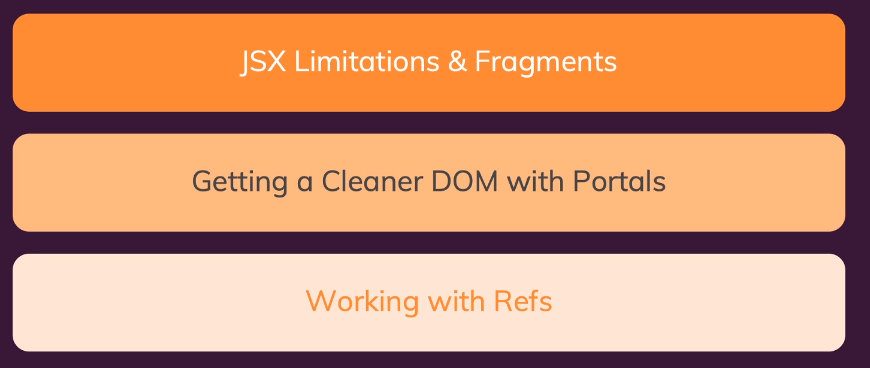 JSX Limitations & Fragments
Getting a Cleaner DOM with Portals
Working with Refs